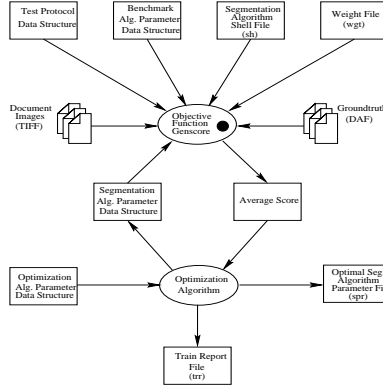 Test Protocol
Data Structure
Benchmark
Alg. Parameter
Data Structure
Segmentation
Algorithm
Shell File
(sh)
Weight File
(wgt)
Document
Images
(TIFF)
Objective
Function
Genscore
Groundtruth
(DAF)
Segmentation
Alg. Parameter
Data Structure
Average Score
Optimization
Alg. Parameter
Data Structure
Optimization
Algorithm
Optimal Seg.
Algorithm
Parameter Fi
(spr)
Train Report
File
(trr)